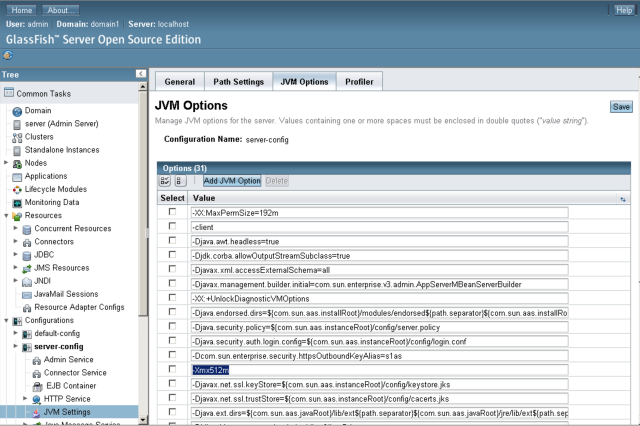 Home About... Help
User: admin Domain: domain1 Server: localhost
GlassFish™ Server Open Source Edition
Tree
Common Tasks
Domain
server (Admin Server)
Clusters
Standalone Instances
Nodes
Applications
Lifecycle Modules
Monitoring Data
Resources
Concurrent Resources
Connectors
JDBC
JMS Resources
JNDI
JavaMail Sessions
Resource Adapter Configs
Configurations
default-config
server-config
Admin Service
Connector Service
EJB Container
HTTP Service
JVM Settings
Java Message Service
General Path Settings JVM Options Profiler
JVM Options
Save
Manage JVM options for the server. Values containing one or more spaces must be enclosed in double quotes ("value string").
Configuration Name: server-config
Options (31)
Add JVM Option Delete
Select Value
-XX:MaxPermSize=192m
-client
-Djava.awt.headless=true
-Djdk.corba.allowOutputStreamSubclass=true
-Djavax.xml.accessExternalSchema=all
-Djavax.management.builder.initial=com.sun.enterprise.v3.admin.AppServerMBeanServerBuilder
-XX:+UnlockDiagnosticVMOptions
-Djava.endorsed.dirs=${com.sun.aas.installRoot}/modules/endorsed${path.separator}${com.sun.aas.installRo
-Djava.security.policy=${com.sun.aas.instanceRoot}/config/server.policy
-Djava.security.auth.login.config=${com.sun.aas.instanceRoot}/config/login.conf
-Dcom.sun.enterprise.security.httpsOutboundKeyAlias=s1as
-Xmx512m
-Djavax.net.ssl.keyStore=${com.sun.aas.instanceRoot}/config/keystore.jks
-Djavax.net.ssl.trustStore=${com.sun.aas.instanceRoot}/config/cacerts.jks
-Djava.ext.dirs=${com.sun.aas.javaRoot}/lib/ext${path.separator}${com.sun.aas.javaRoot}/jre/lib/ext${path.sep